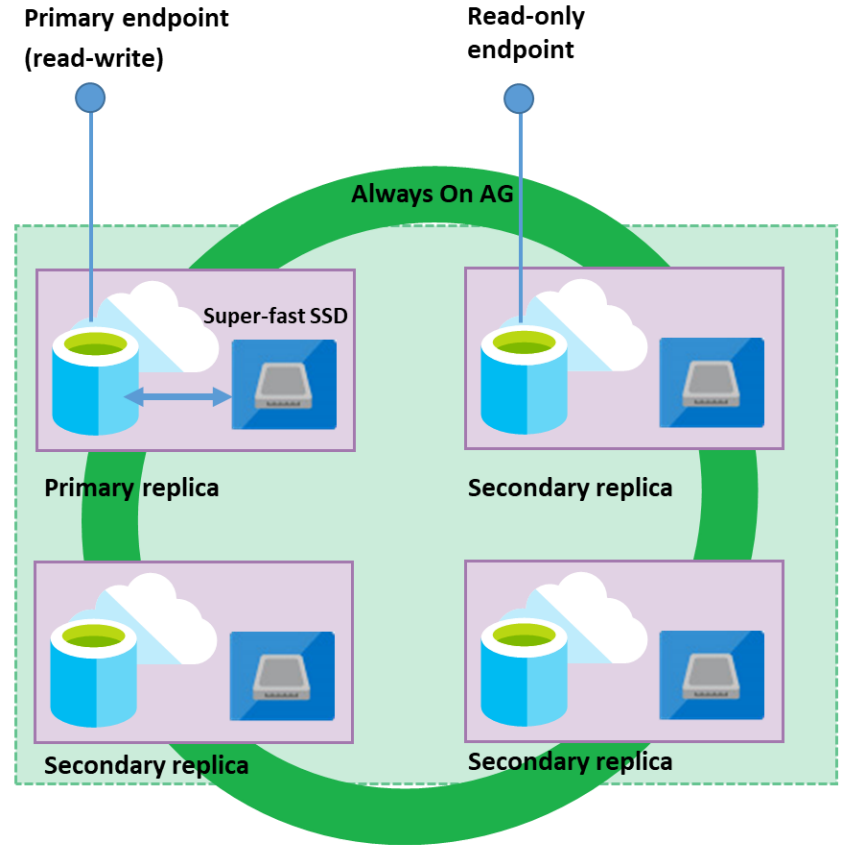 Primary endpoint
(read-write)
Read-only
endpoint
Always On AG
Super-fast SSD
Primary replica
Secondary replica
Secondary replica
Secondary replica